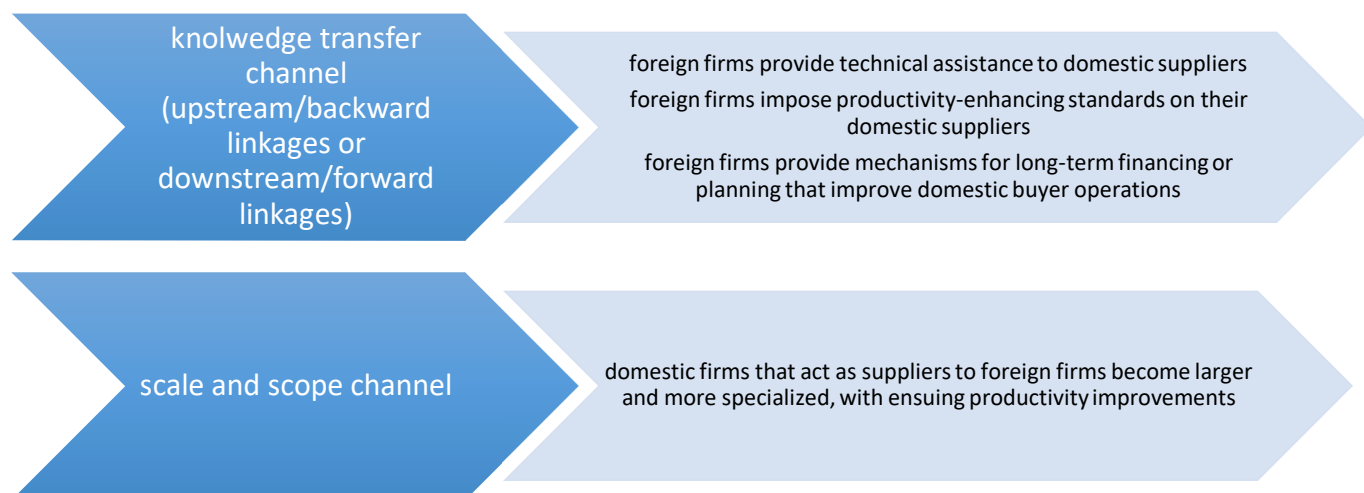 knolwedge transfer
channel
(upstream/backward
linkages or
downstream/forward
linkages)
foreign firms provide technical assistance to domestic suppliers
foreign firms impose productivity-enhancing standards on their
domestic suppliers
foreign firms provide mechanisms for long-term financing or
planning that improve domestic buyer operations
scale and scope channel
domestic firms that act as suppliers to foreign firms become larger
and more specialized, with ensuing productivity improvements